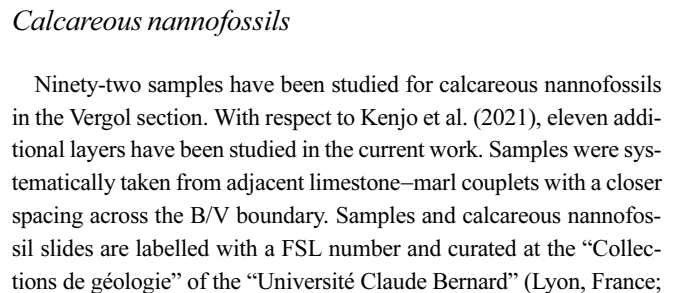 Calcareous nannofossils
Ninety-two samples have been studied for calcareous nannofossils
in the Vergol section. With respect to Kenjo et al. (2021), eleven addi-
tional layers have been studied in the current work. Samples were sys-
tematically taken from adjacent limestone–marl couplets with a closer
spacing across the B/V boundary. Samples and calcareous nannofos-
sil slides are labelled with a FSL number and curated at the “Collec-
tions de géologie” of the “Université Claude Bernard” (Lyon, France;